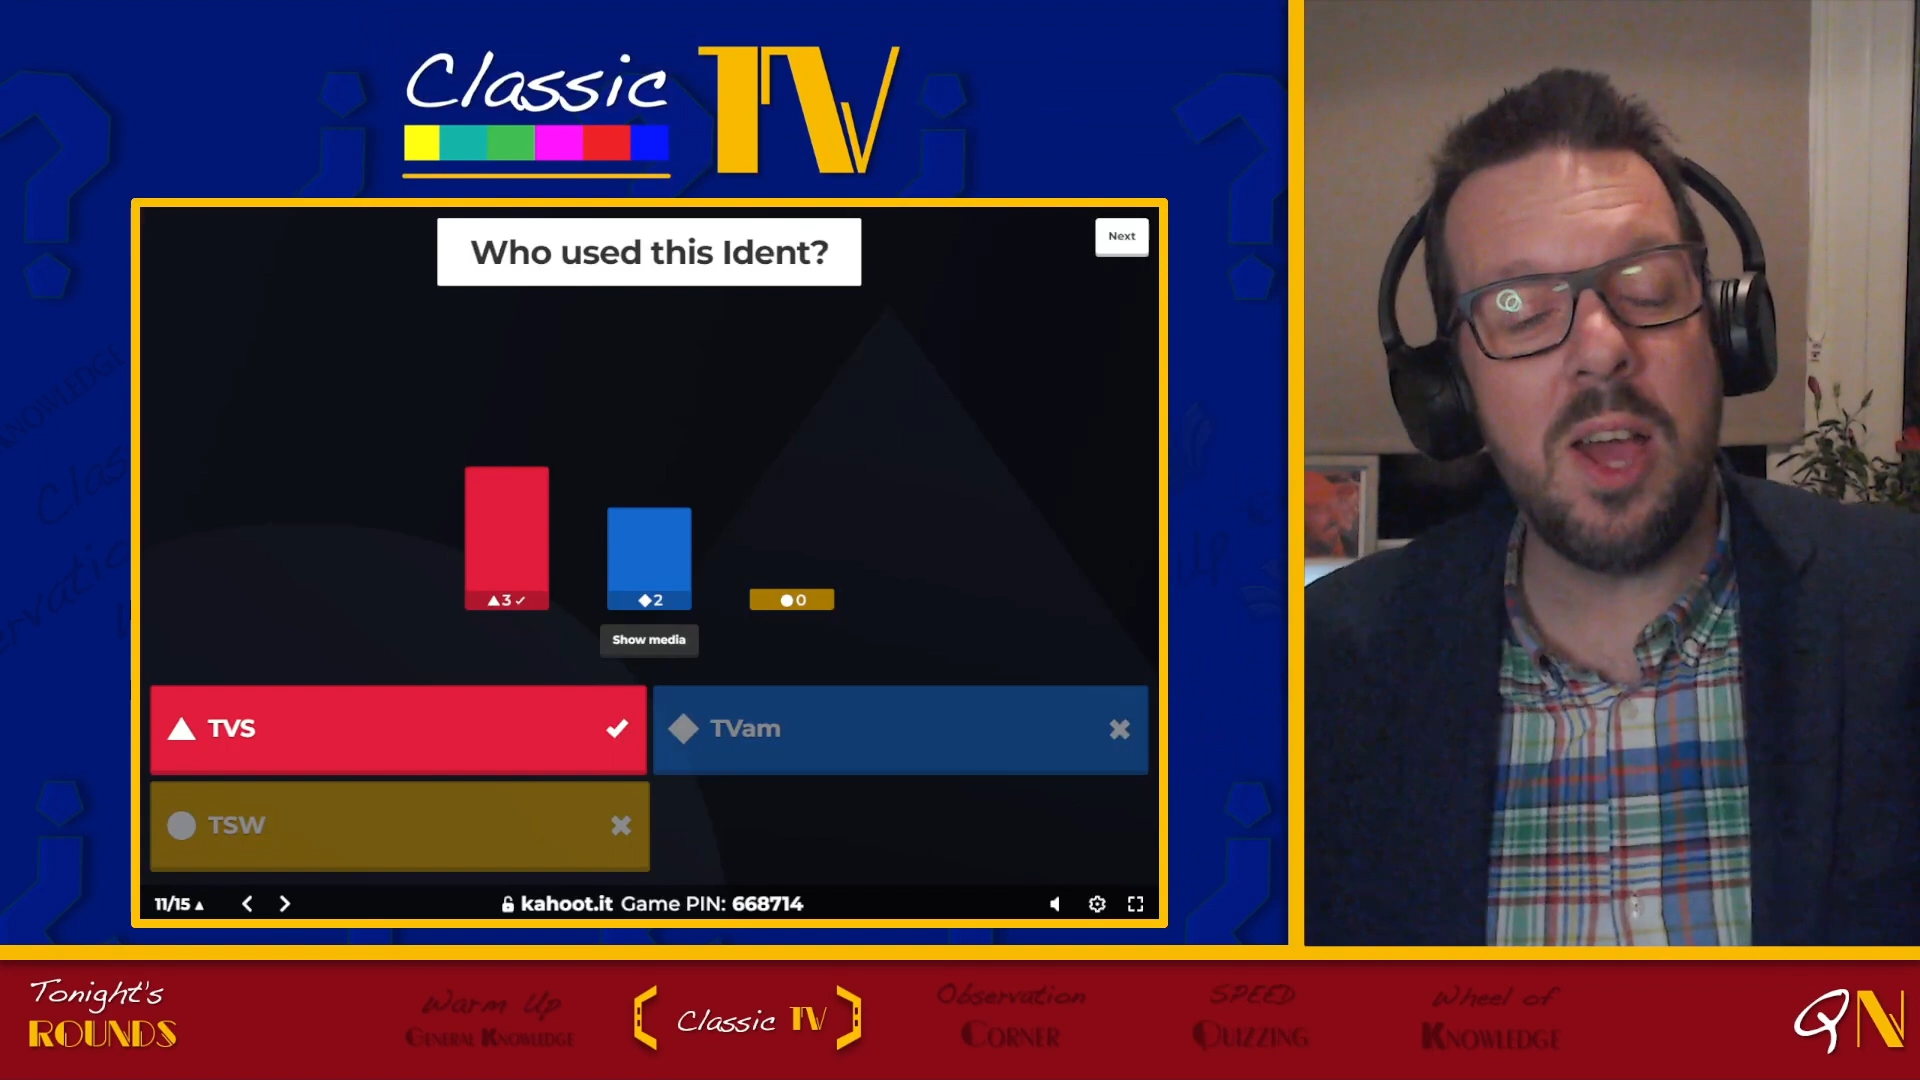 Classic TV
Who used this Ident?
Next
3
2
0
Show media
TVS
TVam
TSW
11/15
kahoot.it Game PIN: 668714
Tonight's
ROUNDS
Warm Up
GENERAL KNOWLEDGE
Classic TV
Observation
CORNER
SPEED
QUIZZING
Wheel of
KNOWLEDGE
QN